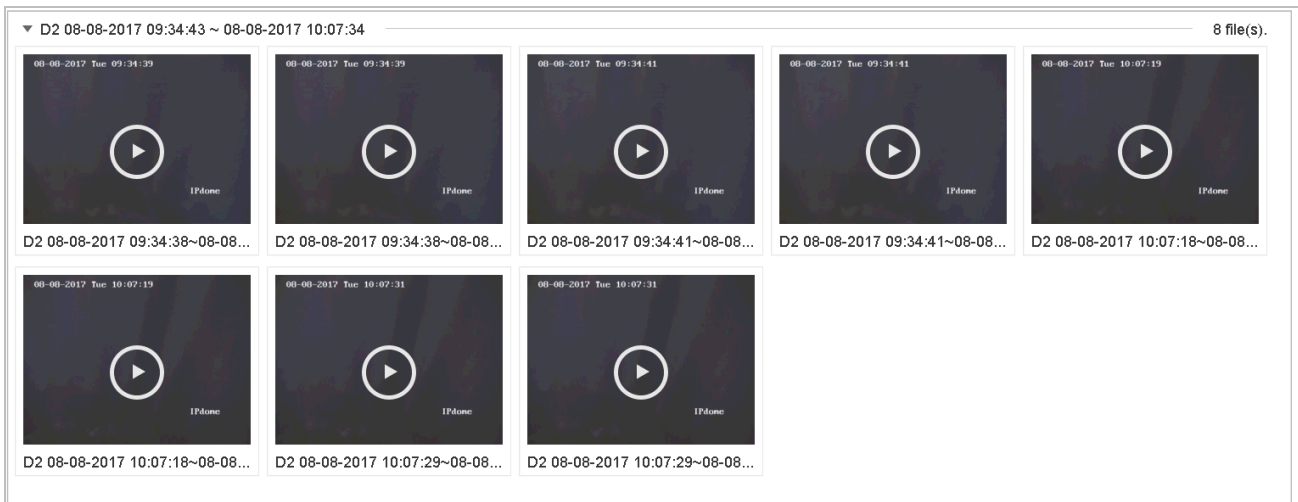 D2 08-08-2017 09:34:43 ~ 08-08-2017 10:07:34 8 file(s).
08-08-2017 Tue 09:34:39
IPdome
D2 08-08-2017 09:34:38~08-08...
08-08-2017 Tue 09:34:39
IPdome
D2 08-08-2017 09:34:38~08-08...
08-08-2017 Tue 09:34:41
IPdome
D2 08-08-2017 09:34:41~08-08...
08-08-2017 Tue 09:34:41
IPdome
D2 08-08-2017 09:34:41~08-08...
08-08-2017 Tue 10:07:19
IPdome
D2 08-08-2017 10:07:18~08-08...
08-08-2017 Tue 10:07:19
IPdome
D2 08-08-2017 10:07:18~08-08...
08-08-2017 Tue 10:07:31
IPdome
D2 08-08-2017 10:07:29~08-08...
08-08-2017 Tue 10:07:31
IPdome
D2 08-08-2017 10:07:29~08-08...